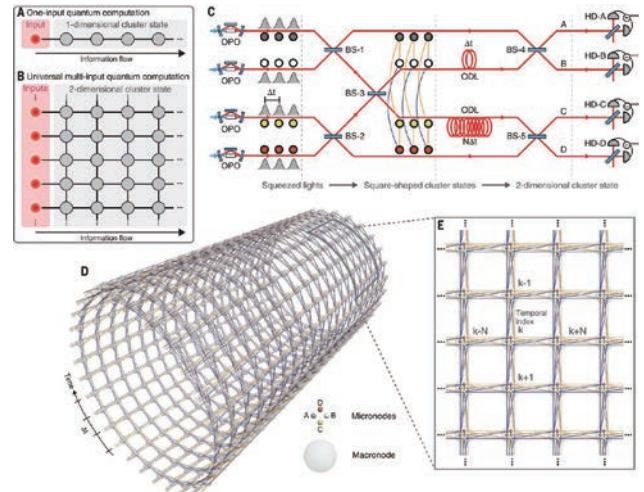 A
One-input quantum computation
Input
1-dimensional cluster state
Information flow
B
Universal multi-input quantum computation
Inputs
2-dimensional cluster state
Information flow
C
OPO
OPO
OPO
OPO
Δt
BS-1
BS-2
BS-3
Δt
ODL
ODL
NΔt
BS-4
BS-5
A
B
C
D
HD-A
HD-B
HD-C
HD-D
Squeezed lights
Square-shaped cluster states
2-dimensional cluster state
D
Time
Δt
D
A
B
C
Micronodes
Macronode
E
k-1
Temporal
index
k-N
k
k+N
k+1